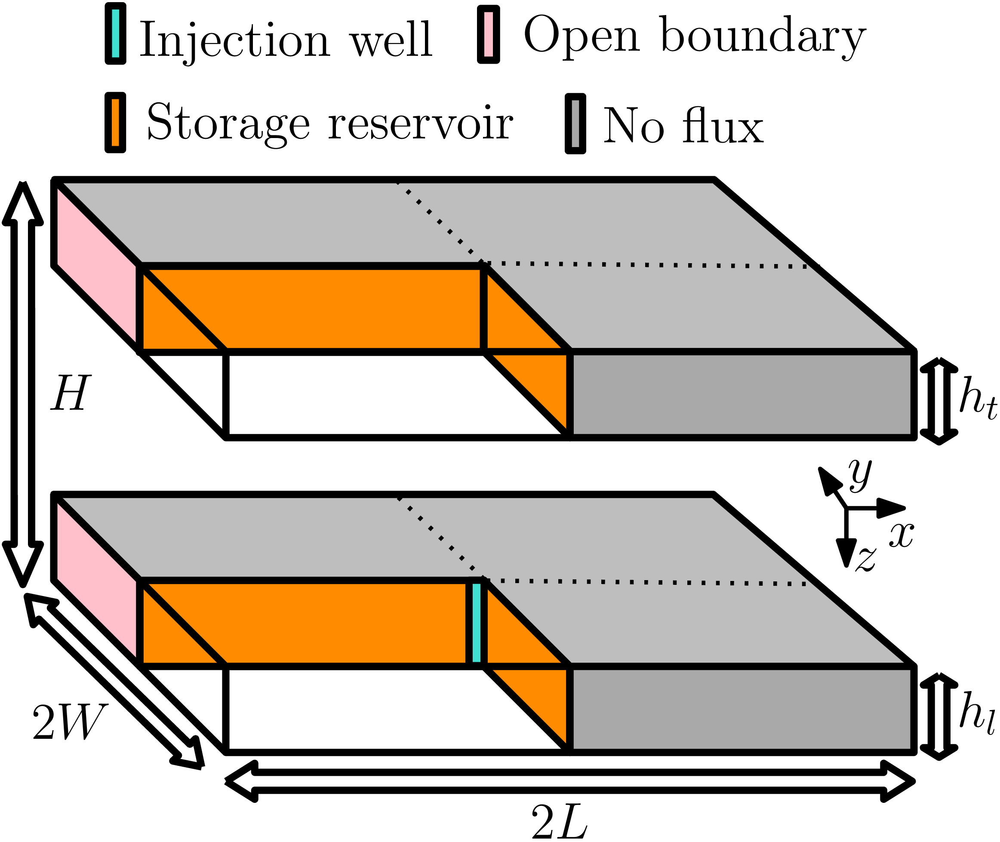 Injection well Open boundary
Storage reservoir No flux
H
h_t
y
x
z
2W
h_l
2L